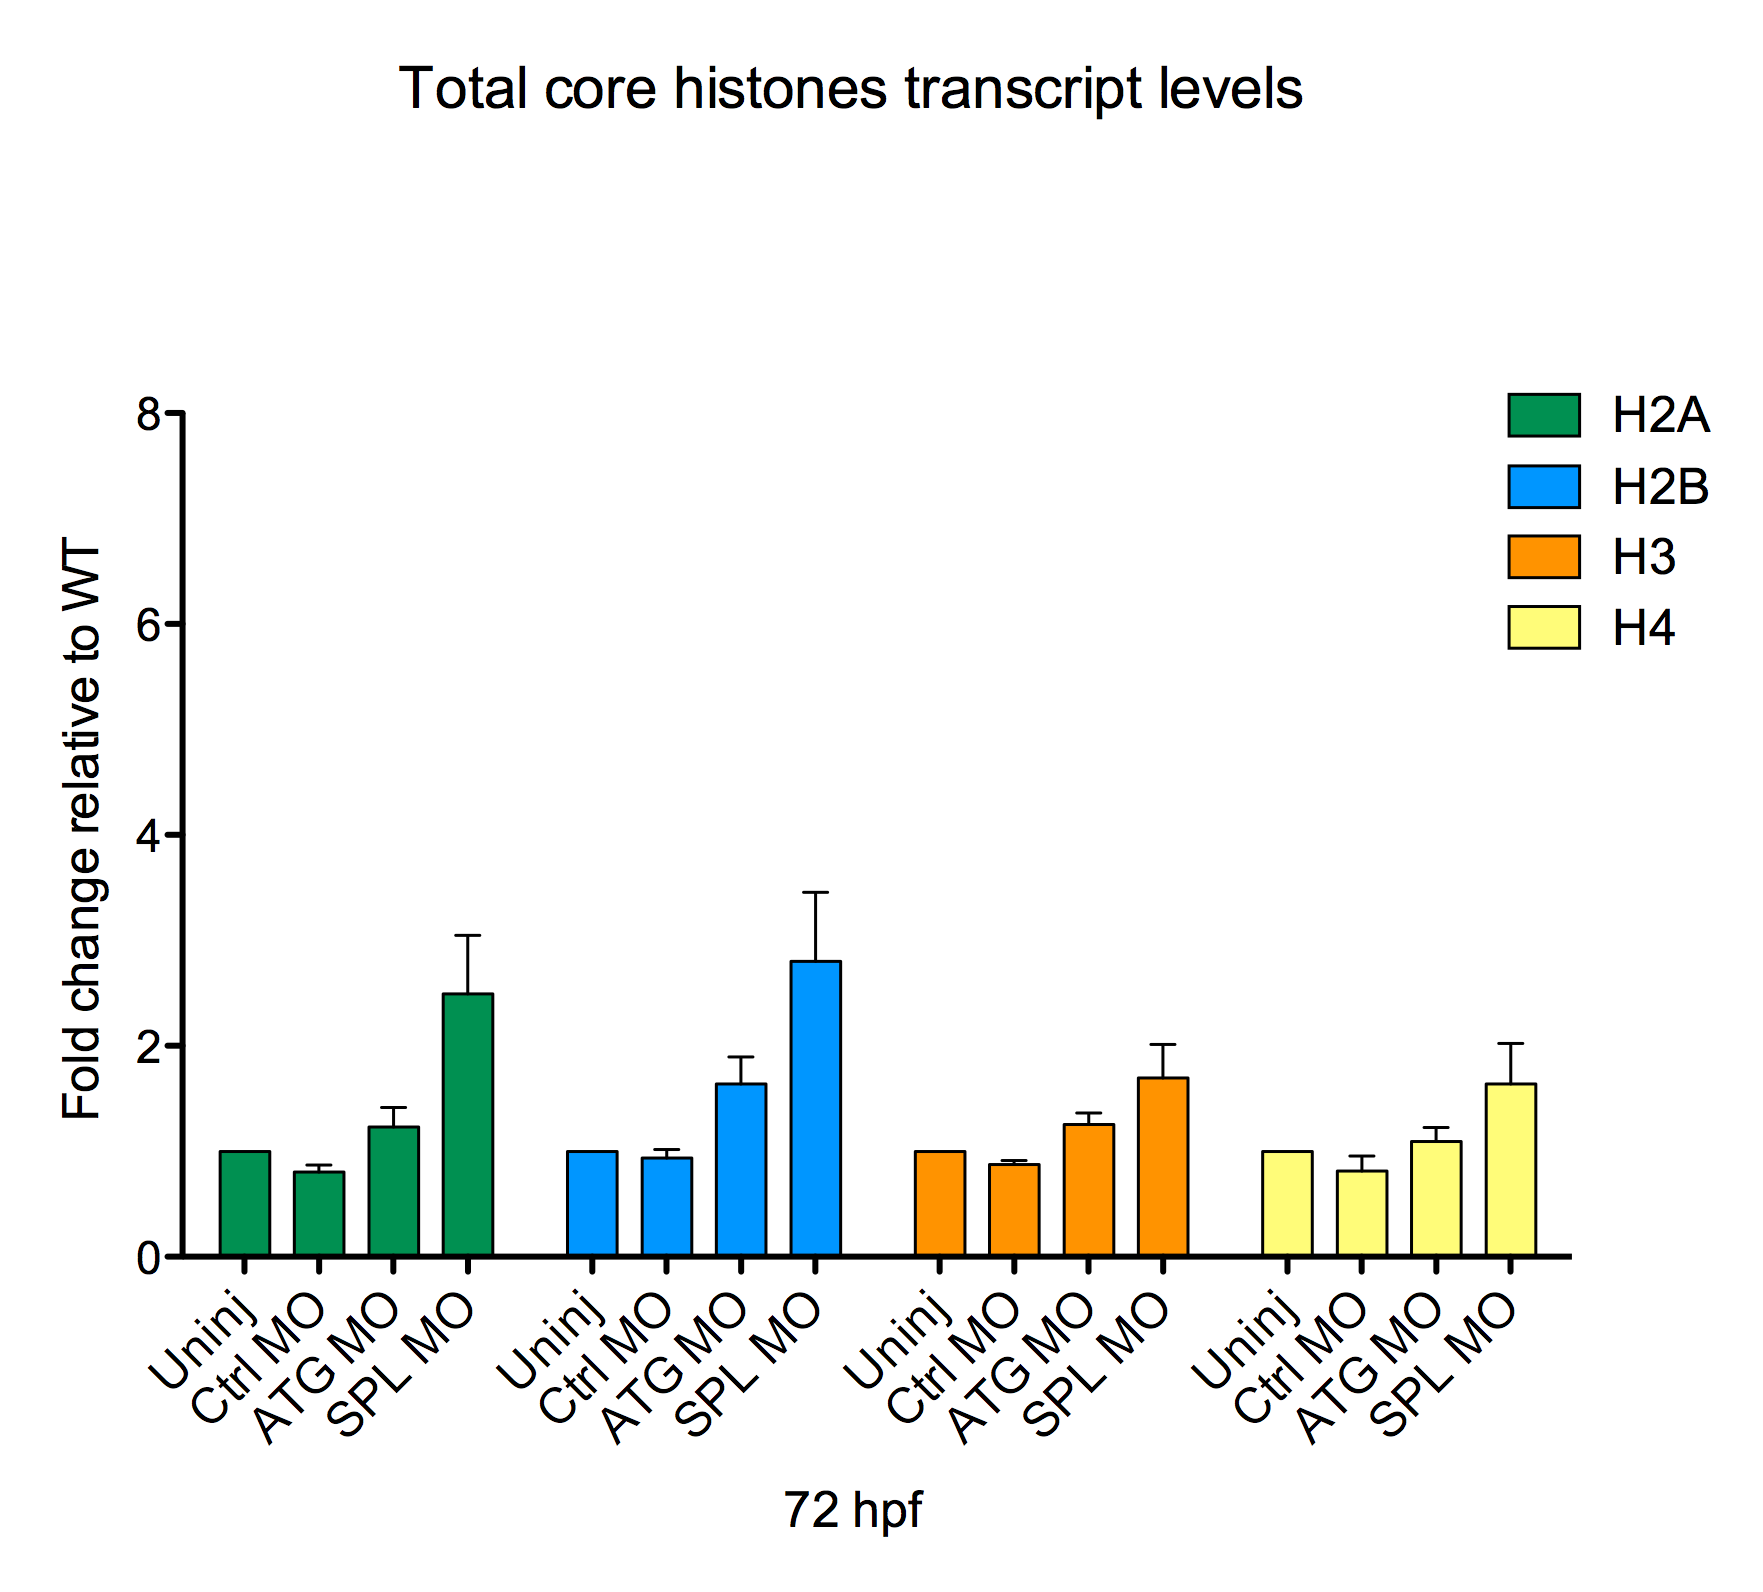 Total core histones transcript levels
H2A
H2B
H3
H4
Fold change relative to WT
8
6
4
2
0
Uninj
Ctrl MO
ATG MO
SPL MO
Uninj
Ctrl MO
ATG MO
SPL MO
Uninj
Ctrl MO
ATG MO
SPL MO
Uninj
Ctrl MO
ATG MO
SPL MO
72 hpf